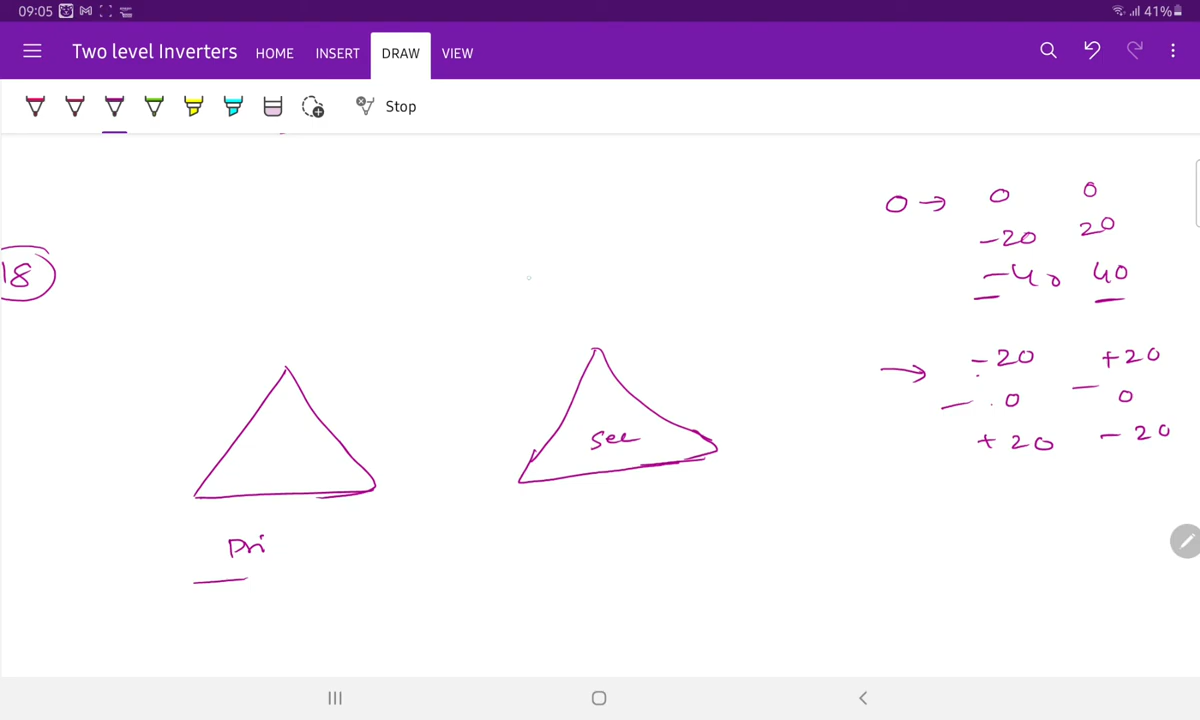 09:05
41%
Two level Inverters HOME INSERT DRAW VIEW
Stop
18
0 → 0 0
-20 20
-40 40
→ -20 +20
0 0
+20 -20
Sec
Pri